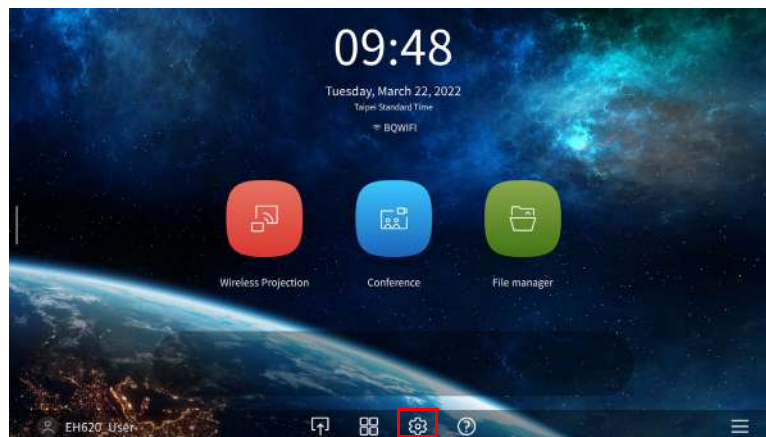 09:48
Tuesday, March 22, 2022
Taipei Standard Time
BQWIFI
Wireless Projection
Conference
File manager
EH620_User